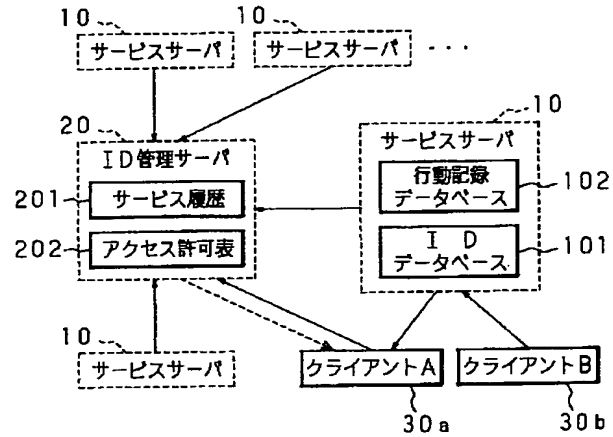 10
10
サービスサーバ
サービスサーバ
・・・
20
10
ID管理サーバ
サービスサーバ
201
サービス履歴
行動記録
データベース
102
202
アクセス許可表
I D
データベース
101
10
サービスサーバ
クライアントA
クライアントB
30a
30b